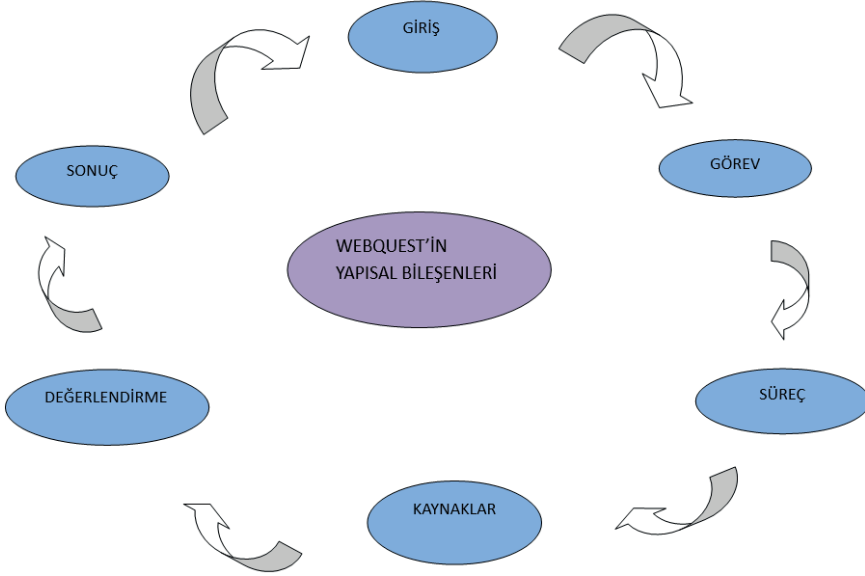 GİRİŞ
GÖREV
SÜREÇ
KAYNAKLAR
DEĞERLENDİRME
SONUÇ
WEBQUEST’İN
YAPISAL BİLEŞENLERİ